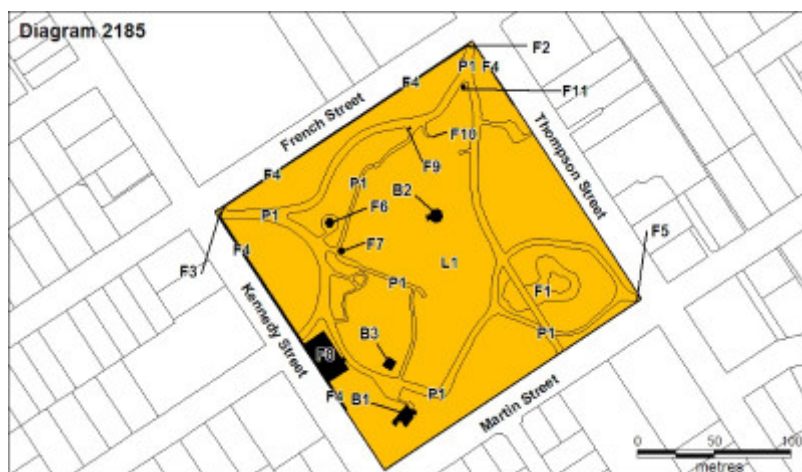 Diagram 2185
F2
P1
F4
F4
F11
French Street
Thompson Street
F10
F9
F4
P1
B2
F6
P1
F5
F7
F4
L1
F3
P1
F1
Kennedy Street
B3
P1
F8
P1
F4
B1
Martin Street
0 50 100
metres